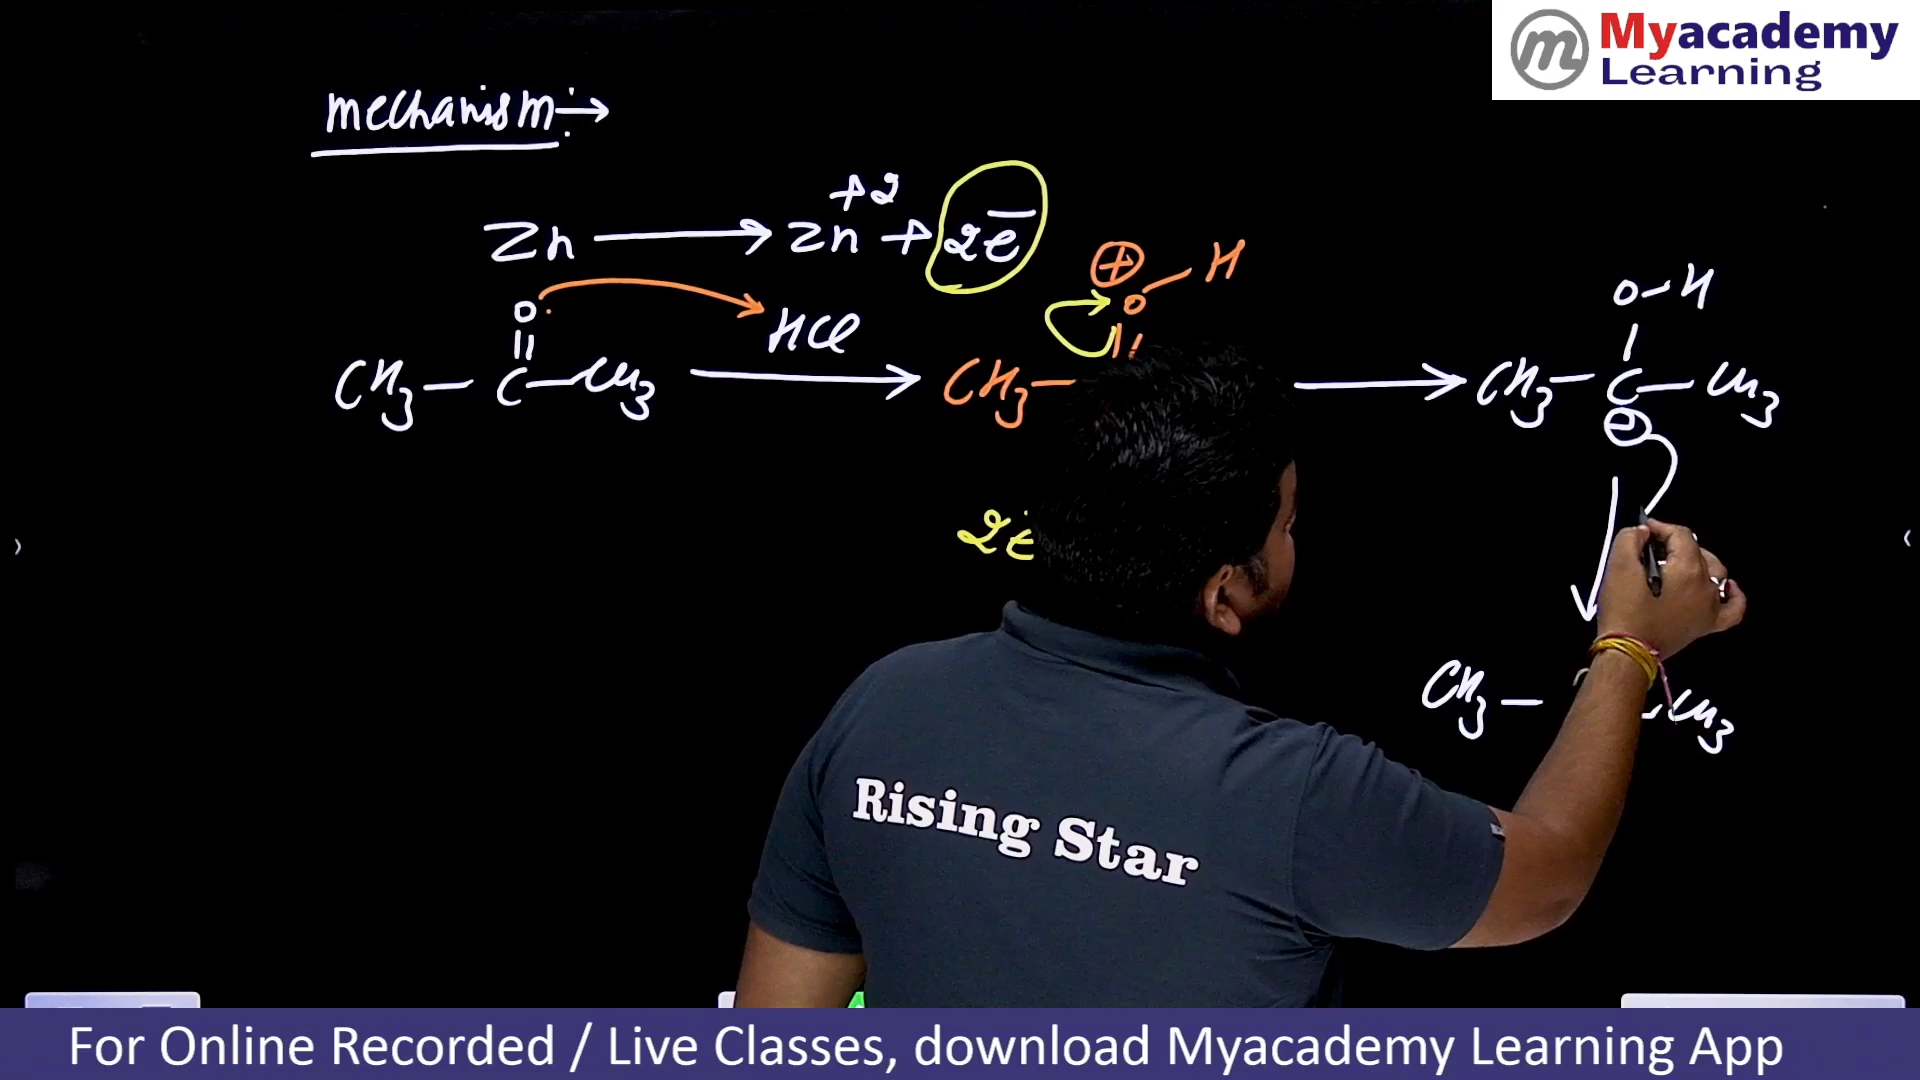 Myacademy
Learning
mechanism:→
Zn → Zn +2 + 2e̅
⊕
O-H
O
O-H
CH3-C-CH3 HCl → CH3- → CH3-C-CH3
⊖
CH3- CH3
Rising Star
For Online Recorded / Live Classes, download Myacademy Learning App